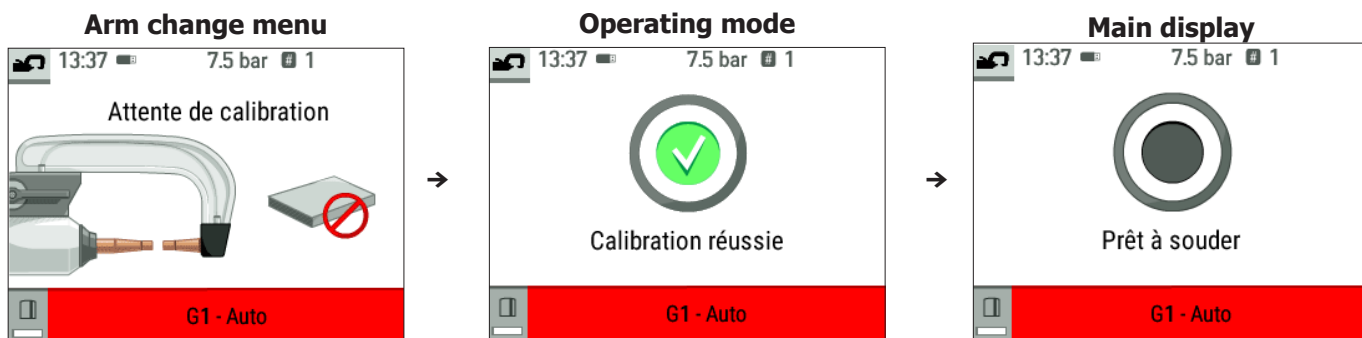 Arm change menu
13:37 7.5 bar # 1
Attente de calibration
G1 - Auto
→
Operating mode
13:37 7.5 bar # 1
Calibration réussie
G1 - Auto
→
Main display
13:37 7.5 bar # 1
Prêt à souder
G1 - Auto